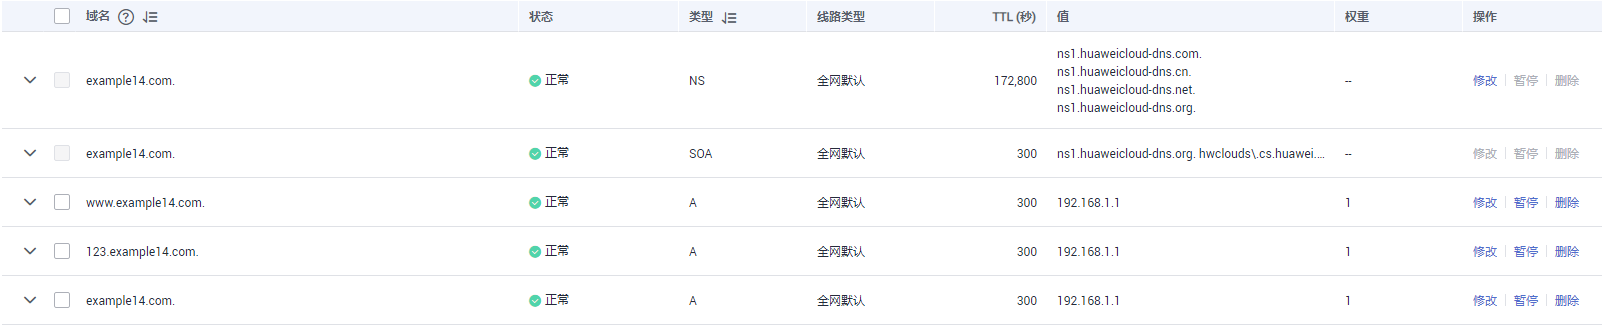 域名 状态 类型 线路类型 TTL (秒) 值 权重 操作
example14.com. 正常 NS 全网默认 172,800 ns1.huaweicloud-dns.com.
ns1.huaweicloud-dns.cn.
ns1.huaweicloud-dns.net.
ns1.huaweicloud-dns.org. -- 修改 暂停 删除
example14.com. 正常 SOA 全网默认 300 ns1.huaweicloud-dns.org. hwclouds\.cs.huawei.... -- 修改 暂停 删除
www.example14.com. 正常 A 全网默认 300 192.168.1.1 1 修改 暂停 删除
123.example14.com. 正常 A 全网默认 300 192.168.1.1 1 修改 暂停 删除
example14.com. 正常 A 全网默认 300 192.168.1.1 1 修改 暂停 删除